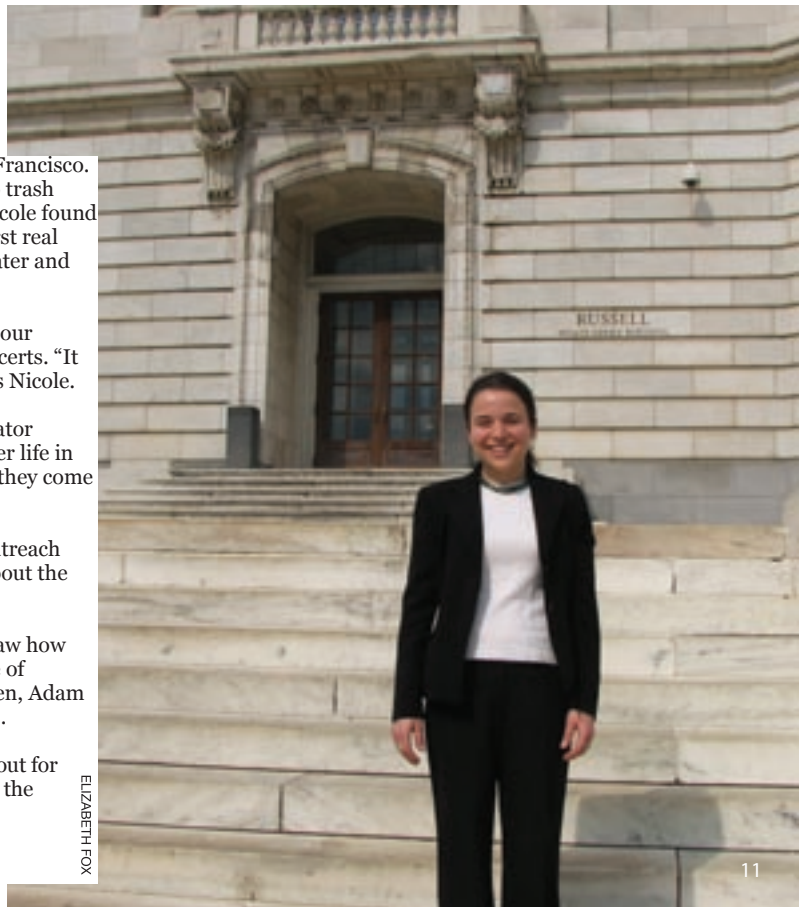 Francisco.
trash
cole found
st real
ater and
our
certs. “It
s Nicole.
ator
er life in
they come
treach
out the
aw how
of
en, Adam
.
out for
the
ELIZABETH FOX
RUSSELL
11